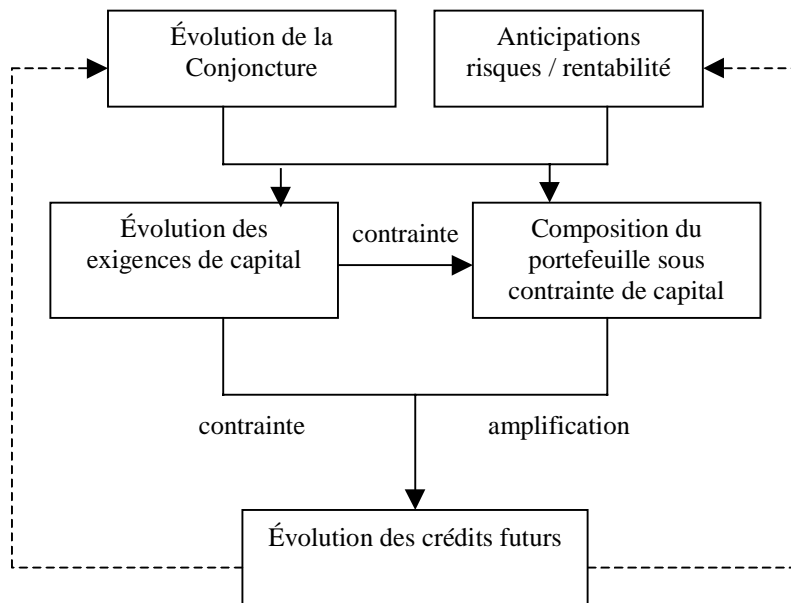 Évolution de la
Conjoncture
Anticipations
risques / rentabilité
Évolution des
exigences de capital
contrainte
Composition du
portefeuille sous
contrainte de capital
contrainte
amplification
Évolution des crédits futurs